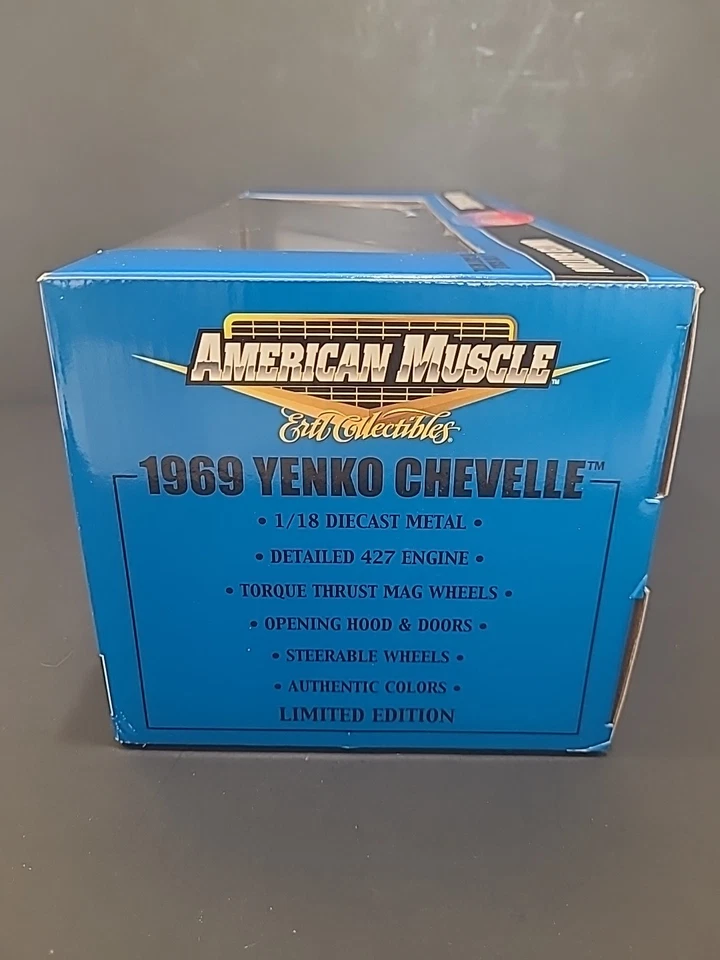 AMERICAN MUSCLE™
Ertl Collectibles
1969 YENKO CHEVELLE™
• 1/18 DIECAST METAL •
• DETAILED 427 ENGINE •
• TORQUE THRUST MAG WHEELS •
• OPENING HOOD & DOORS •
• STEERABLE WHEELS •
• AUTHENTIC COLORS •
LIMITED EDITION